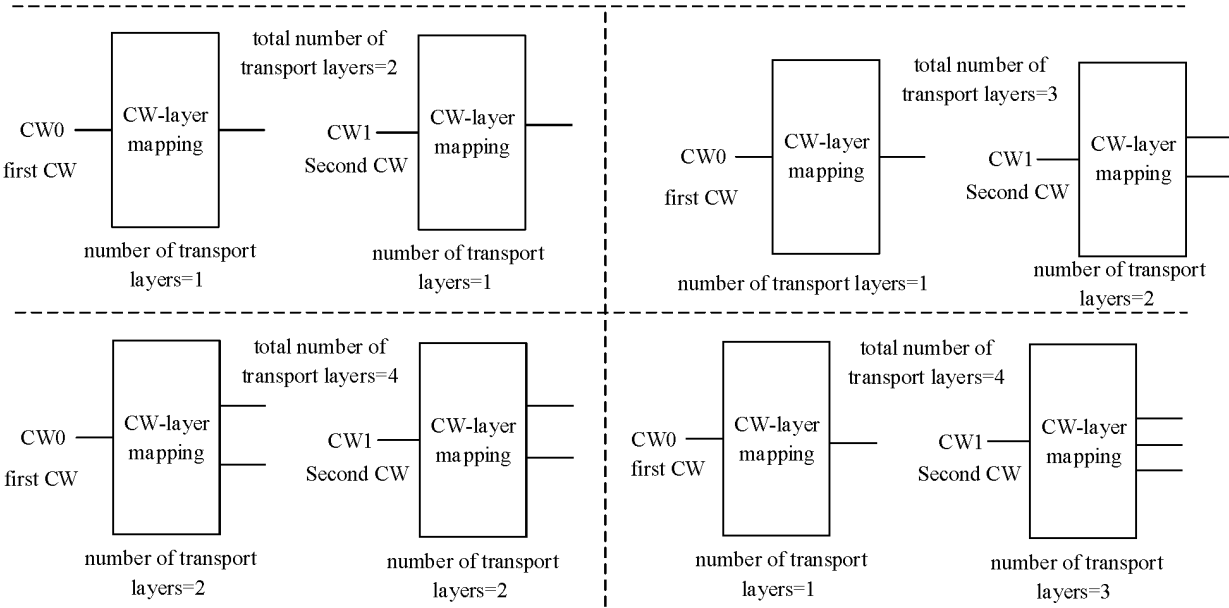 total number of
transport layers=2
CW-layer
mapping
CW-layer
mapping
CW0
first CW
CW1
Second CW
number of transport
layers=1
number of transport
layers=1
total number of
transport layers=3
CW-layer
mapping
CW-layer
mapping
CW0
first CW
CW1
Second CW
number of transport layers=1
number of transport
layers=2
total number of
transport layers=4
CW-layer
mapping
CW-layer
mapping
CW0
first CW
CW1
Second CW
number of transport
layers=2
number of transport
layers=2
total number of
transport layers=4
CW-layer
mapping
CW-layer
mapping
CW0
first CW
CW1
Second CW
number of transport
layers=1
number of transport
layers=3